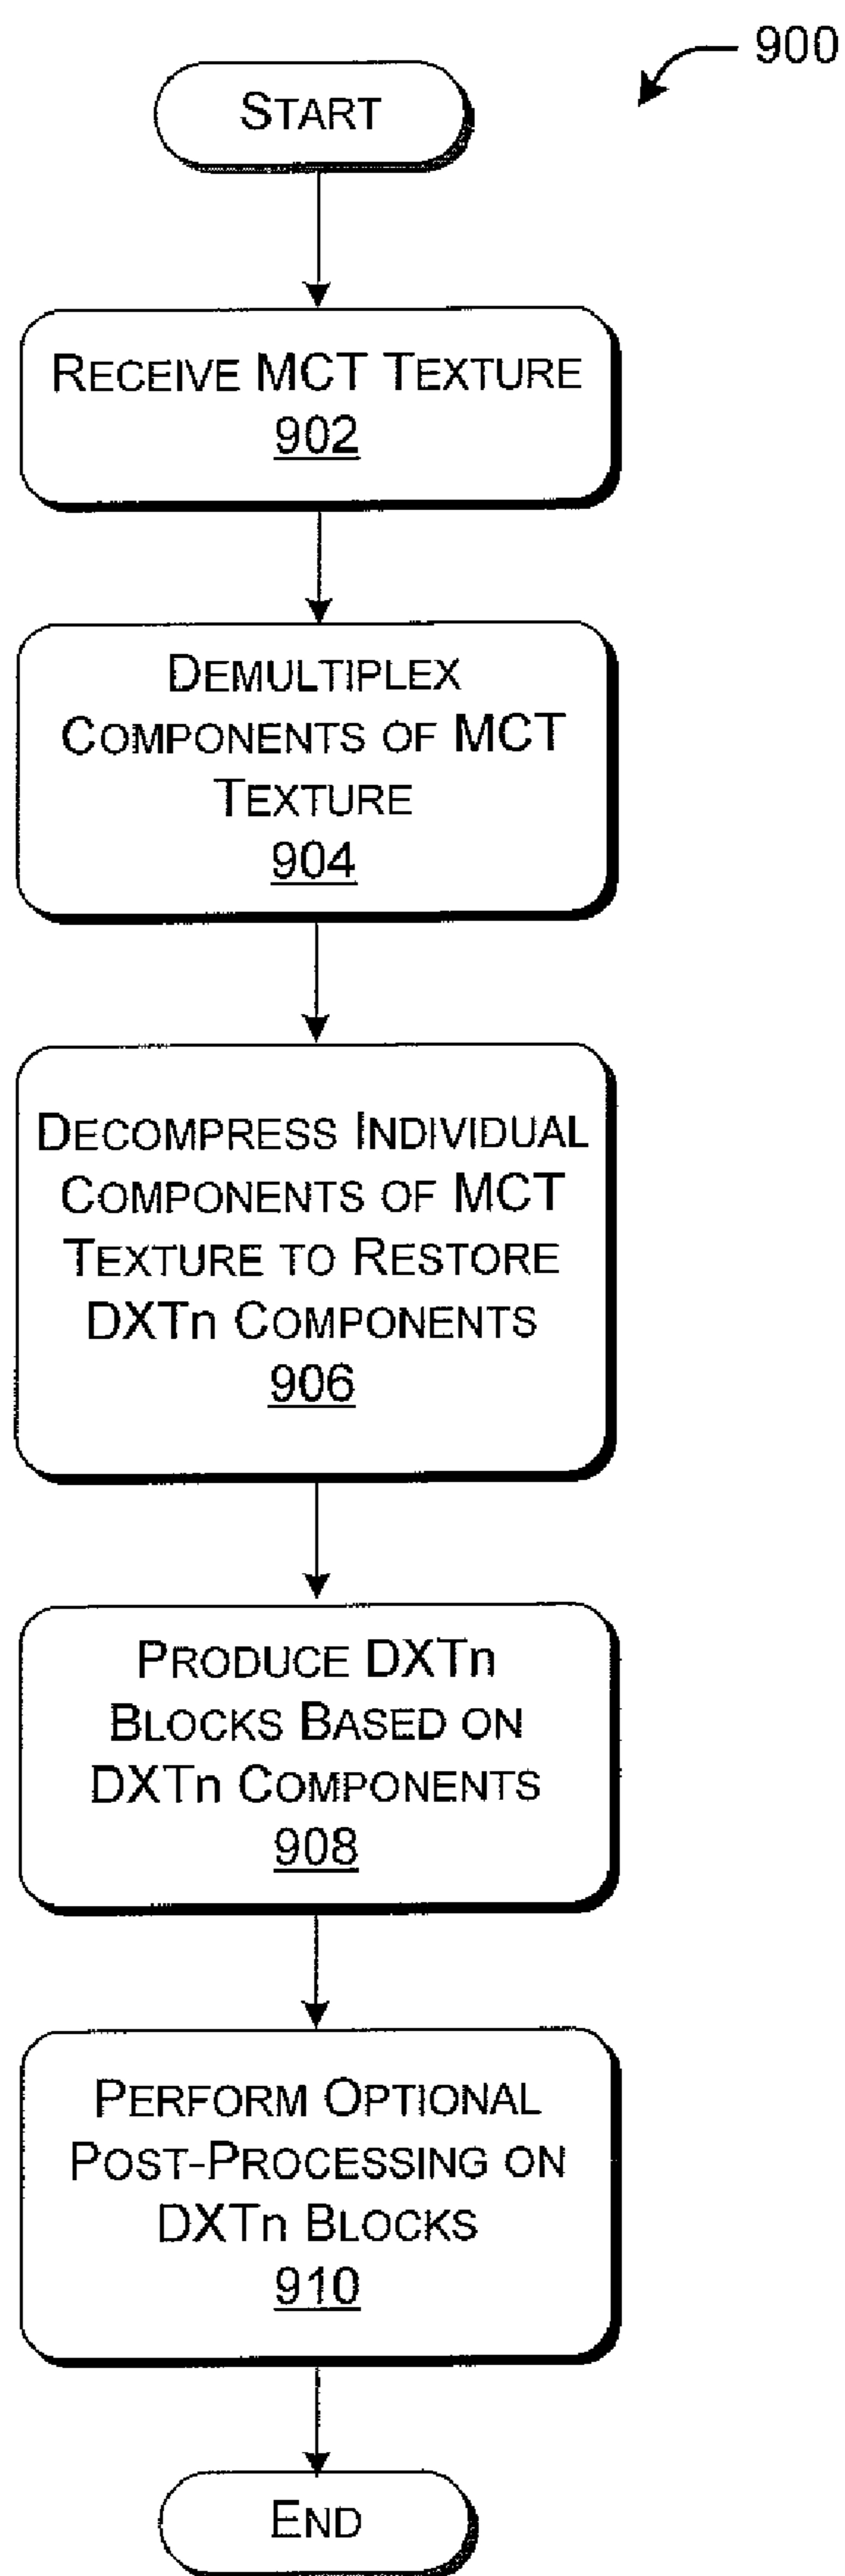 900
START
RECEIVE MCT TEXTURE
902
DEMULTIPLEX
COMPONENTS OF MCT
TEXTURE
904
DECOMPRESS INDIVIDUAL
COMPONENTS OF MCT
TEXTURE TO RESTORE
DXTn COMPONENTS
906
PRODUCE DXTn
BLOCKS BASED ON
DXTn COMPONENTS
908
PERFORM OPTIONAL
POST-PROCESSING ON
DXTn BLOCKS
910
END